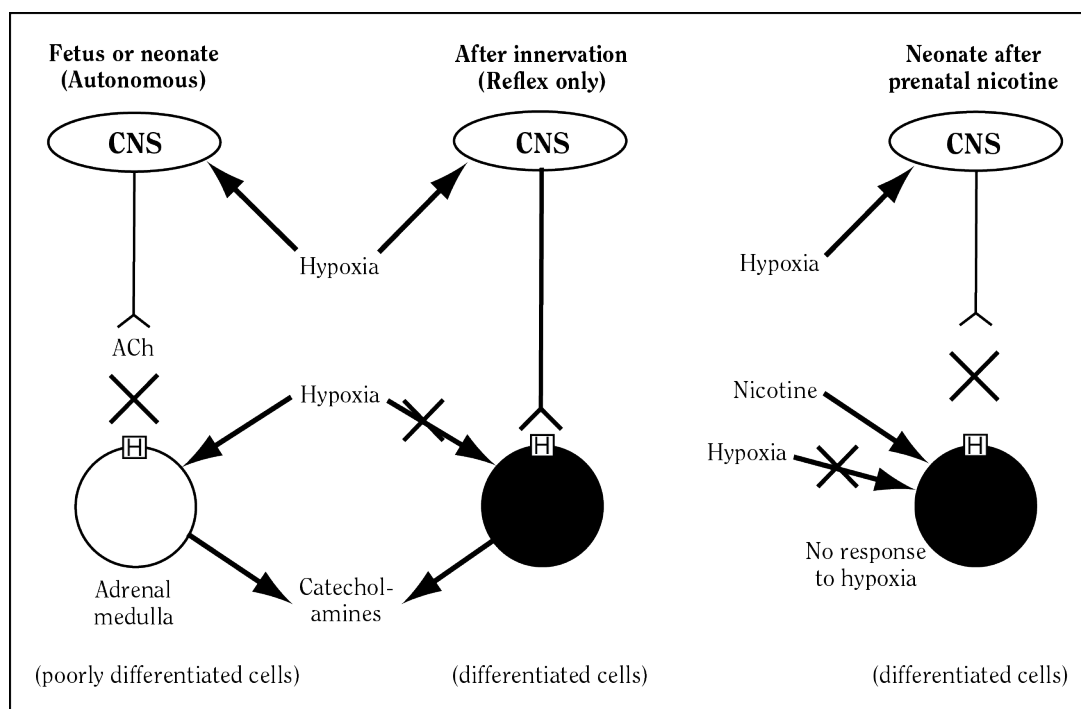 Fetus or neonate
(Autonomous)
After innervation
(Reflex only)
Neonate after
prenatal nicotine
CNS
CNS
CNS
Hypoxia
Hypoxia
ACh
Hypoxia
Nicotine
Hypoxia
H
H
H
No response
to hypoxia
Adrenal
medulla
Catechol-
amines
(poorly differentiated cells)
(differentiated cells)
(differentiated cells)